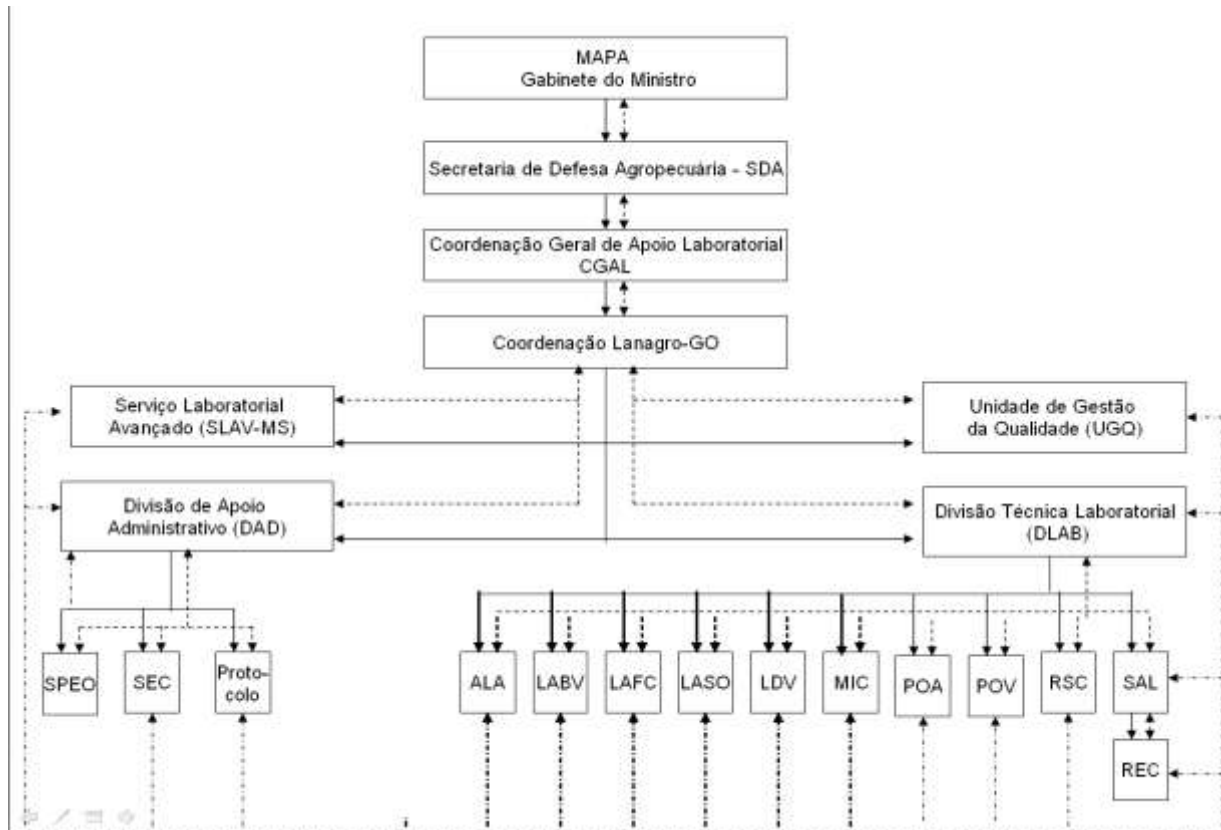 MAPA
Gabinete do Ministro
Secretaria de Defesa Agropecuária - SDA
Coordenação Geral de Apoio Laboratorial
CGAL
Coordenação Lanagro-GO
Serviço Laboratorial
Avançado (SLAV-MS)
Unidade de Gestão
da Qualidade (UGQ)
Divisão de Apoio
Administrativo (DAD)
Divisão Técnica Laboratorial
(DLAB)
SPEO
SEC
Proto-
colo
ALA
LABV
LAFC
LASO
LDV
MIC
POA
POV
RSC
SAL
REC